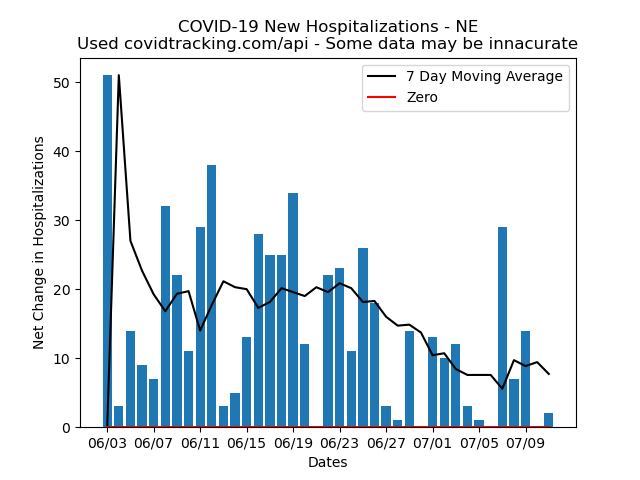 COVID-19 New Hospitalizations - NE
Used covidtracking.com/api - Some data may be innacurate
7 Day Moving Average
Zero
Net Change in Hospitalizations
50
40
30
20
10
0
06/03 06/07 06/11 06/15 06/19 06/23 06/27 07/01 07/05 07/09
Dates